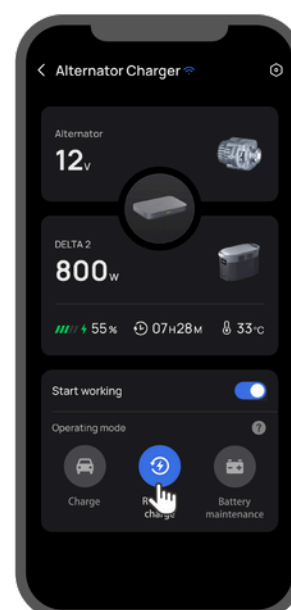 Alternator Charger
Alternator
12v
DELTA 2
800w
55%
07H28M
33°C
Start working
Operating mode
?
Charge
charge
Battery
maintenance